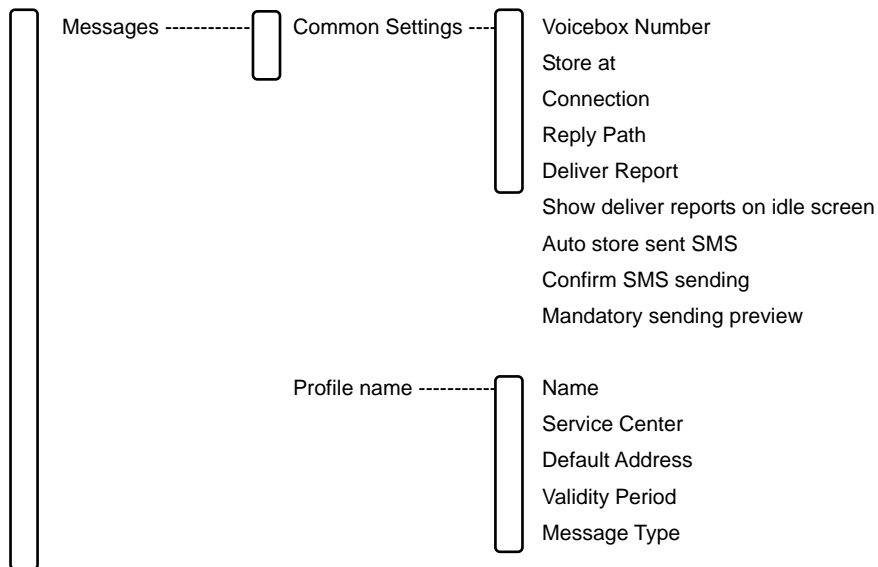 Messages ------------ Common Settings ---- Voicebox Number
Store at
Connection
Reply Path
Deliver Report
Show deliver reports on idle screen
Auto store sent SMS
Confirm SMS sending
Mandatory sending preview
Profile name ----------- Name
Service Center
Default Address
Validity Period
Message Type